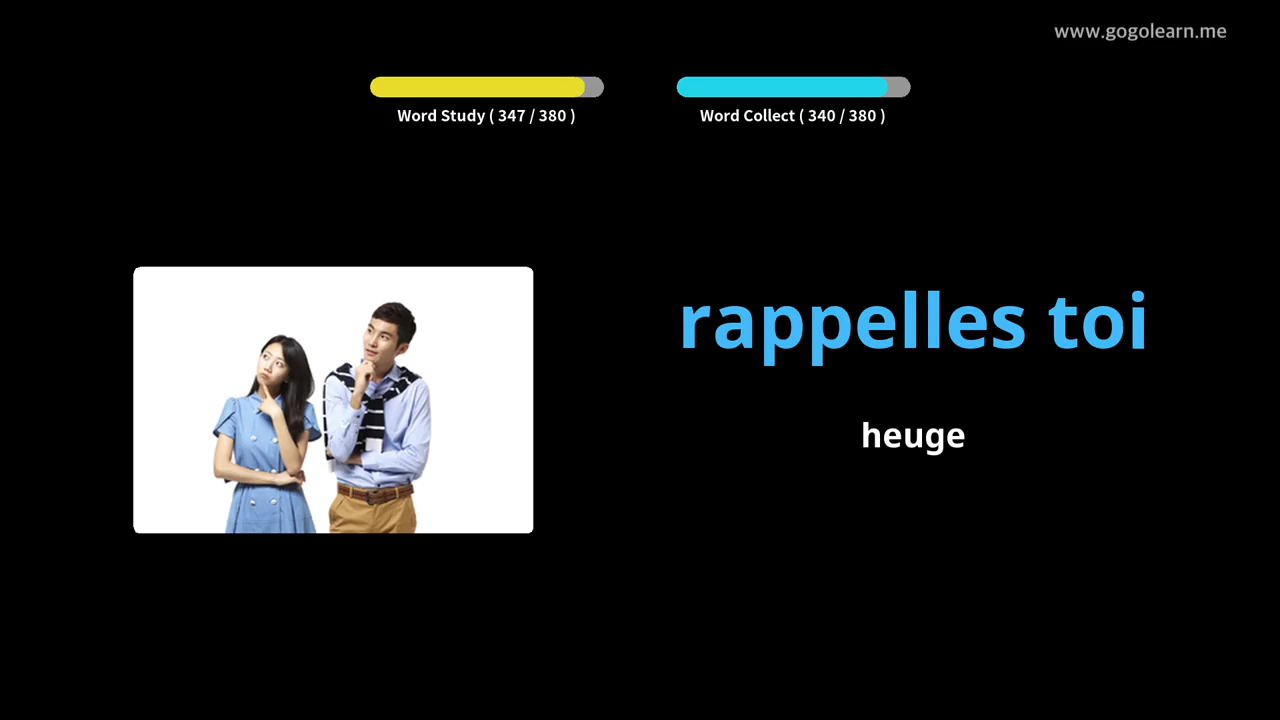 www.gogolearn.me
Word Study ( 347 / 380 )
Word Collect ( 340 / 380 )
rappelles toi
heuge